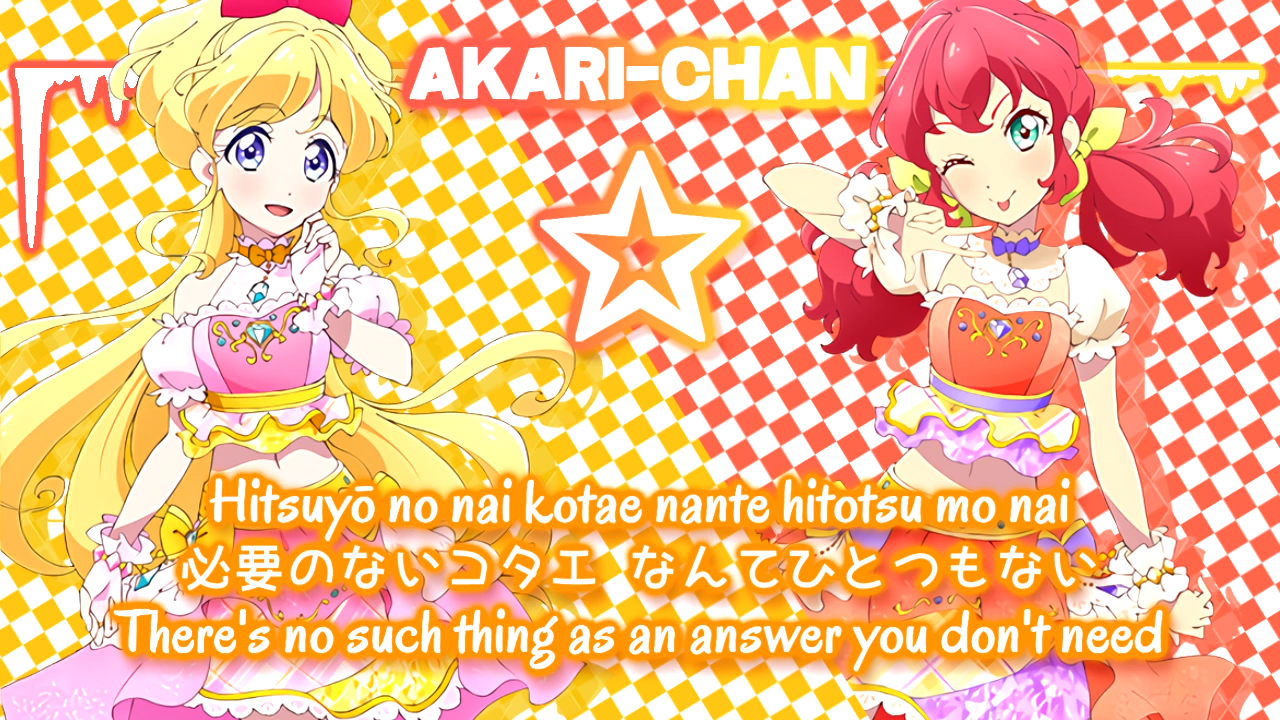 AKARI-CHAN
Hitsuyō no nai kotae nante hitotsu mo nai
必要のないコタエ なんてひとつもない
There's no such thing as an answer you don't need